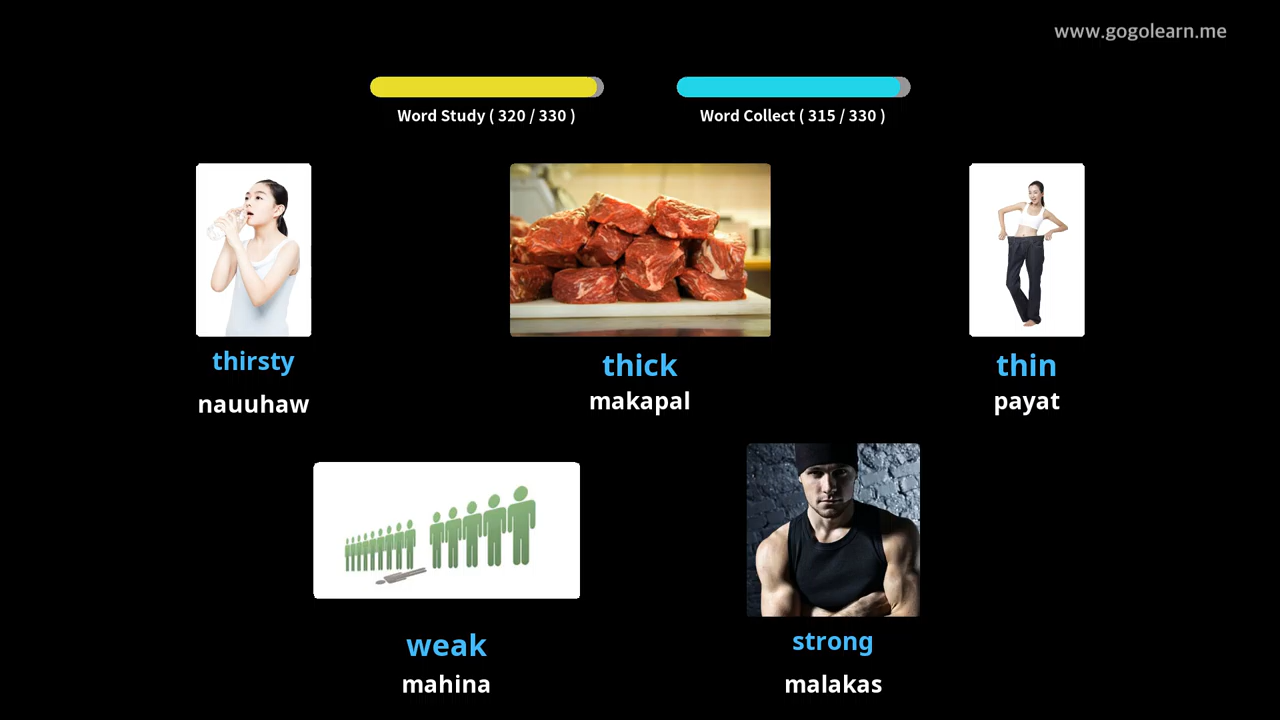 www.gogolearn.me
Word Study ( 320 / 330 )
Word Collect ( 315 / 330 )
thirsty
nauuhaw
thick
makapal
thin
payat
weak
mahina
strong
malakas